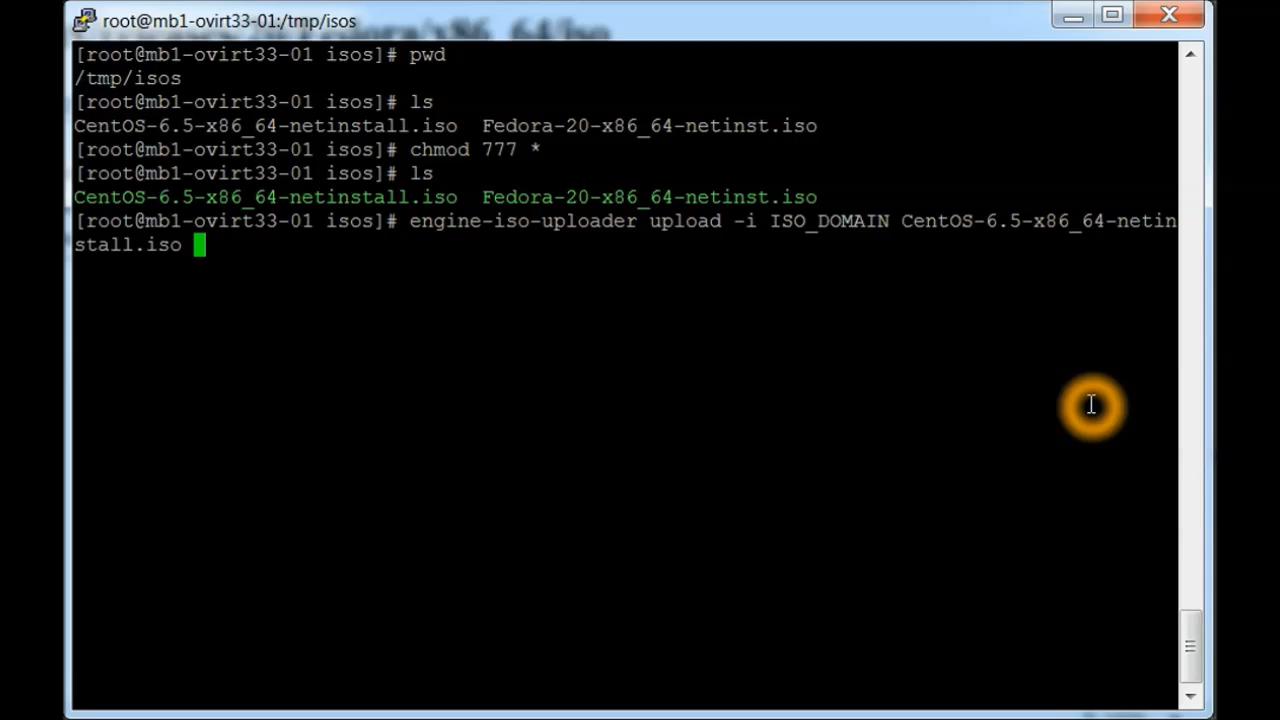 root@mb1-ovirt33-01:/tmp/isos
[root@mb1-ovirt33-01 isos]# pwd
/tmp/isos
[root@mb1-ovirt33-01 isos]# ls
CentOS-6.5-x86_64-netinstall.iso  Fedora-20-x86_64-netinst.iso
[root@mb1-ovirt33-01 isos]# chmod 777 *
[root@mb1-ovirt33-01 isos]# ls
CentOS-6.5-x86_64-netinstall.iso  Fedora-20-x86_64-netinst.iso
[root@mb1-ovirt33-01 isos]# engine-iso-uploader upload -i ISO_DOMAIN CentOS-6.5-x86_64-netin
stall.iso